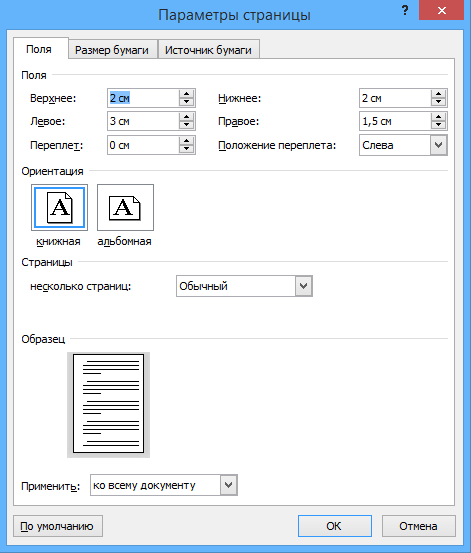 Параметры страницы
Поля Размер бумаги Источник бумаги
Поля
Верхнее: 2 см Нижнее: 2 см
Левое: 3 см Правое: 1,5 см
Переплет: 0 см Положение переплета: Слева
Ориентация
A A
книжная альбомная
Страницы
несколько страниц: Обычный
Образец
Применить: ко всему документу
По умолчанию ОК Отмена